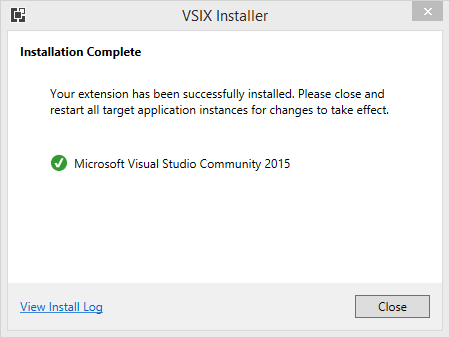 VSIX Installer
Installation Complete
Your extension has been successfully installed. Please close and
restart all target application instances for changes to take effect.
Microsoft Visual Studio Community 2015
View Install Log
Close